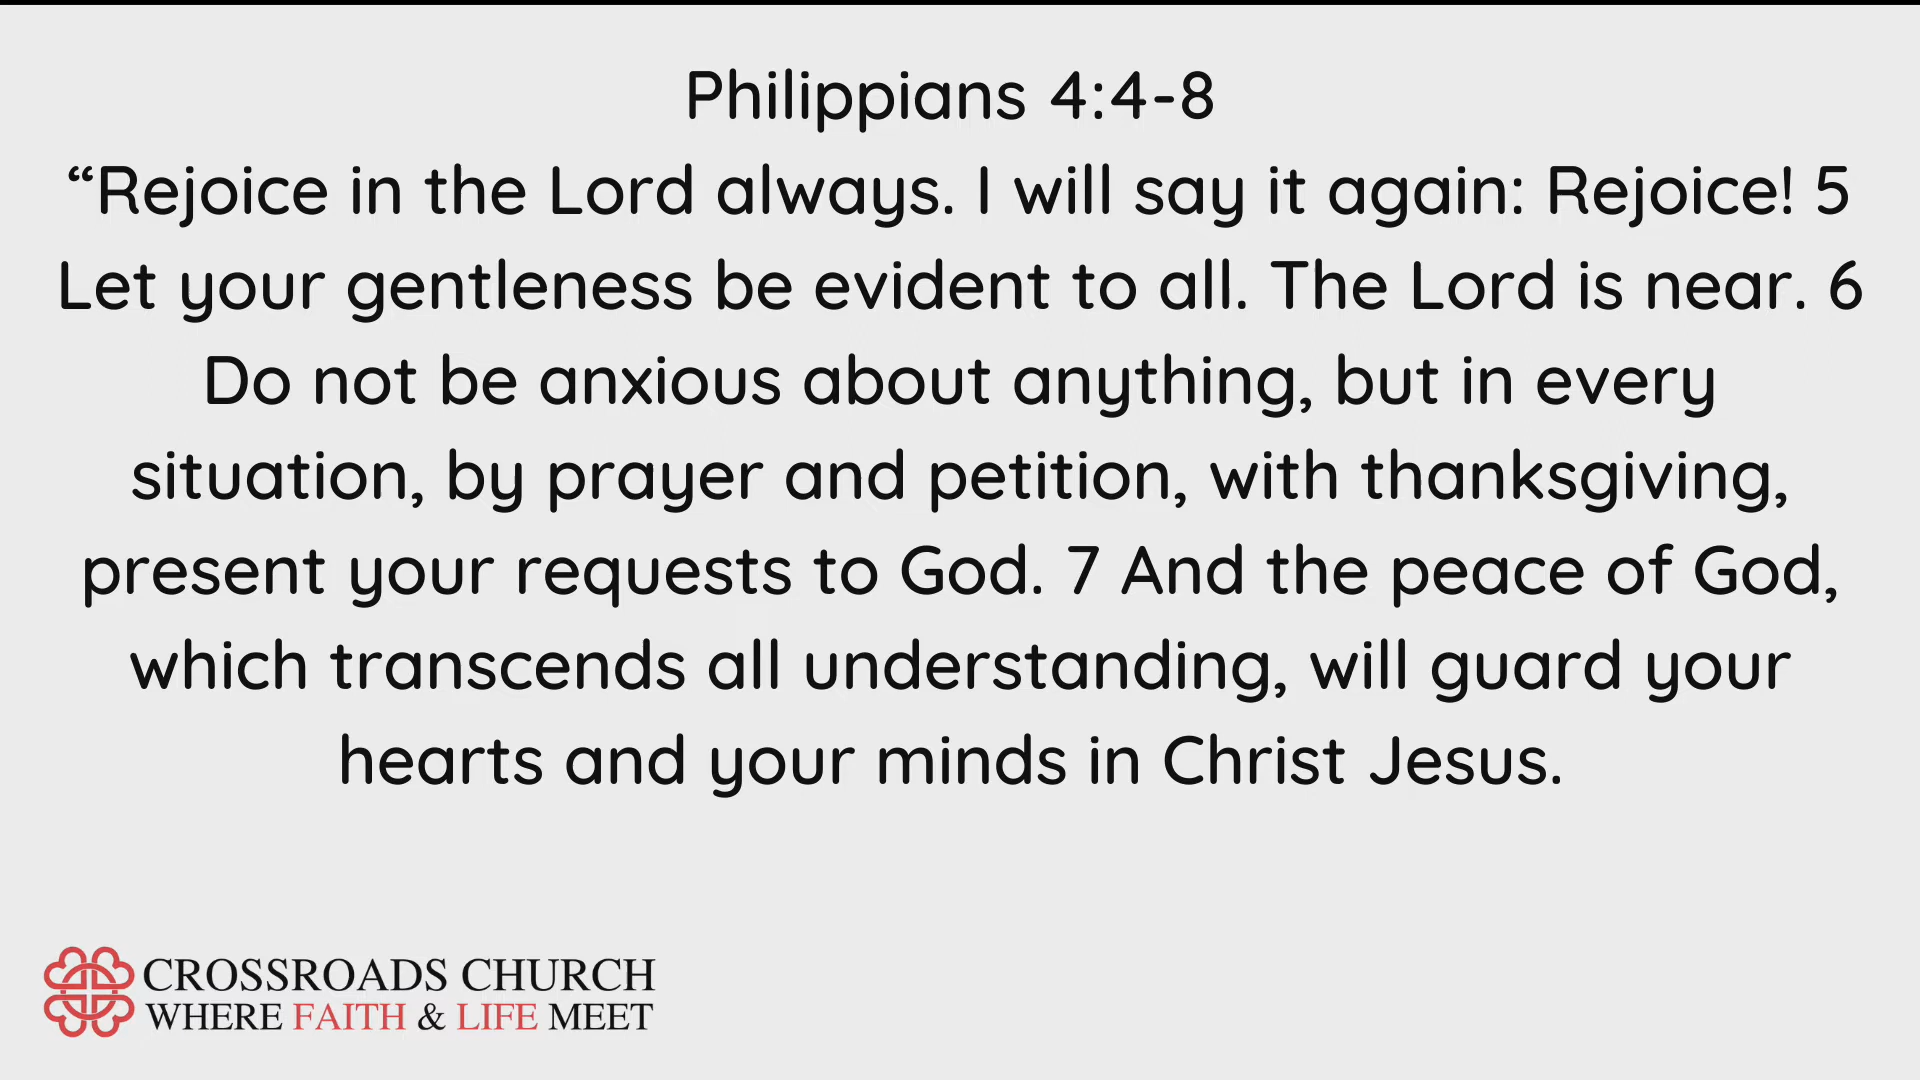 Philippians 4:4-8
“Rejoice in the Lord always. I will say it again: Rejoice! 5
Let your gentleness be evident to all. The Lord is near. 6
Do not be anxious about anything, but in every
situation, by prayer and petition, with thanksgiving,
present your requests to God. 7 And the peace of God,
which transcends all understanding, will guard your
hearts and your minds in Christ Jesus.
CROSSROADS CHURCH
WHERE FAITH & LIFE MEET